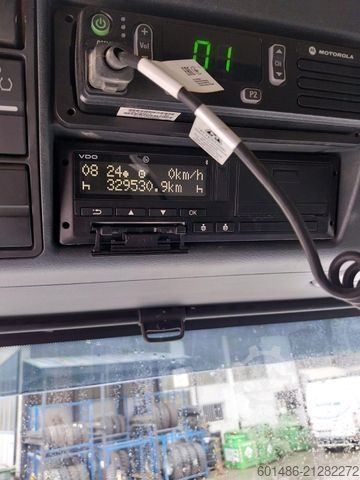 01
+
Vol
-
CH
MOTOROLA
P2
VDO
08 24 0km/h
329530.9km
OK
601486-21282272